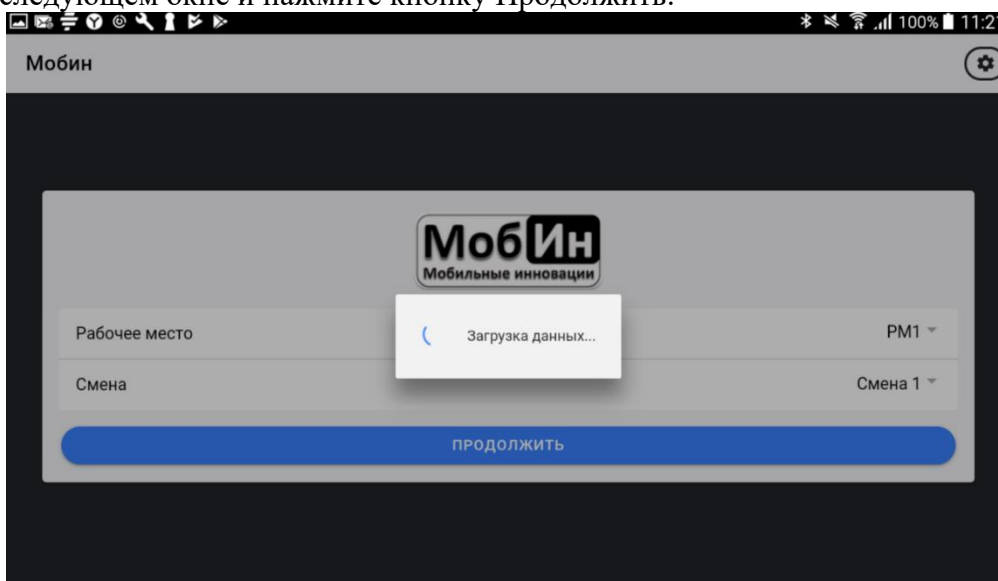 следующем окне и нажмите кнопку Продолжить.
100% 11:2
Мобин
МобИн
Мобильные инновации
Рабочее место РМ1
Загрузка данных...
Смена Смена 1
ПРОДОЛЖИТЬ